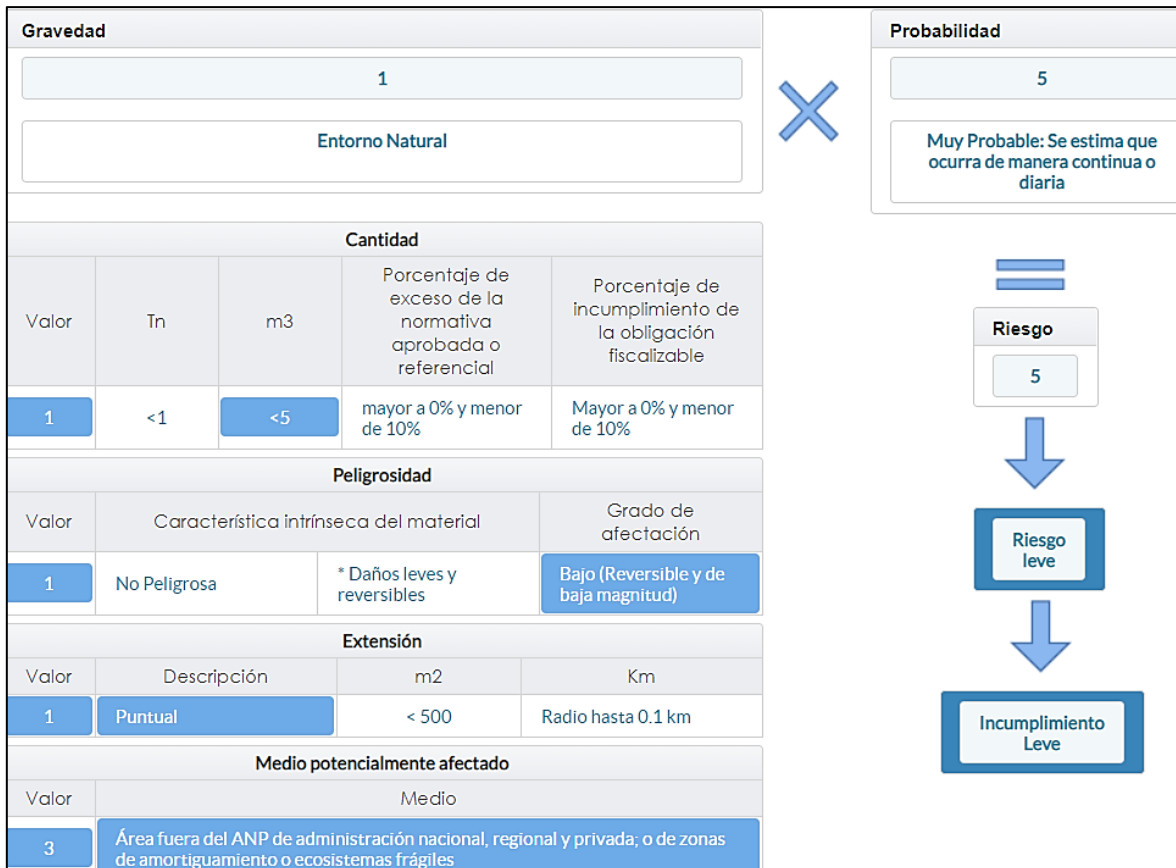 Gravedad
1
Entorno Natural
Probabilidad
5
Muy Probable: Se estima que
ocurra de manera continua o
diaria
Riesgo
5
Riesgo
leve
Incumplimiento
Leve
Cantidad
Valor
Tn
m3
Porcentaje de
exceso de la
normativa
aprobada o
referencial
Porcentaje de
incumplimiento de
la obligación
fiscalizable
1
<1
<5
mayor a 0% y menor
de 10%
Mayor a 0% y menor
de 10%
Peligrosidad
Valor
Característica intrínseca del material
Grado de
afectación
1
No Peligrosa
* Daños leves y
reversibles
Bajo (Reversible y de
baja magnitud)
Extensión
Valor
Descripción
m2
Km
1
Puntual
< 500
Radio hasta 0.1 km
Medio potencialmente afectado
Valor
Medio
3
Área fuera del ANP de administración nacional, regional y privada; o de zonas
de amortiguamiento o ecosistemas frágiles